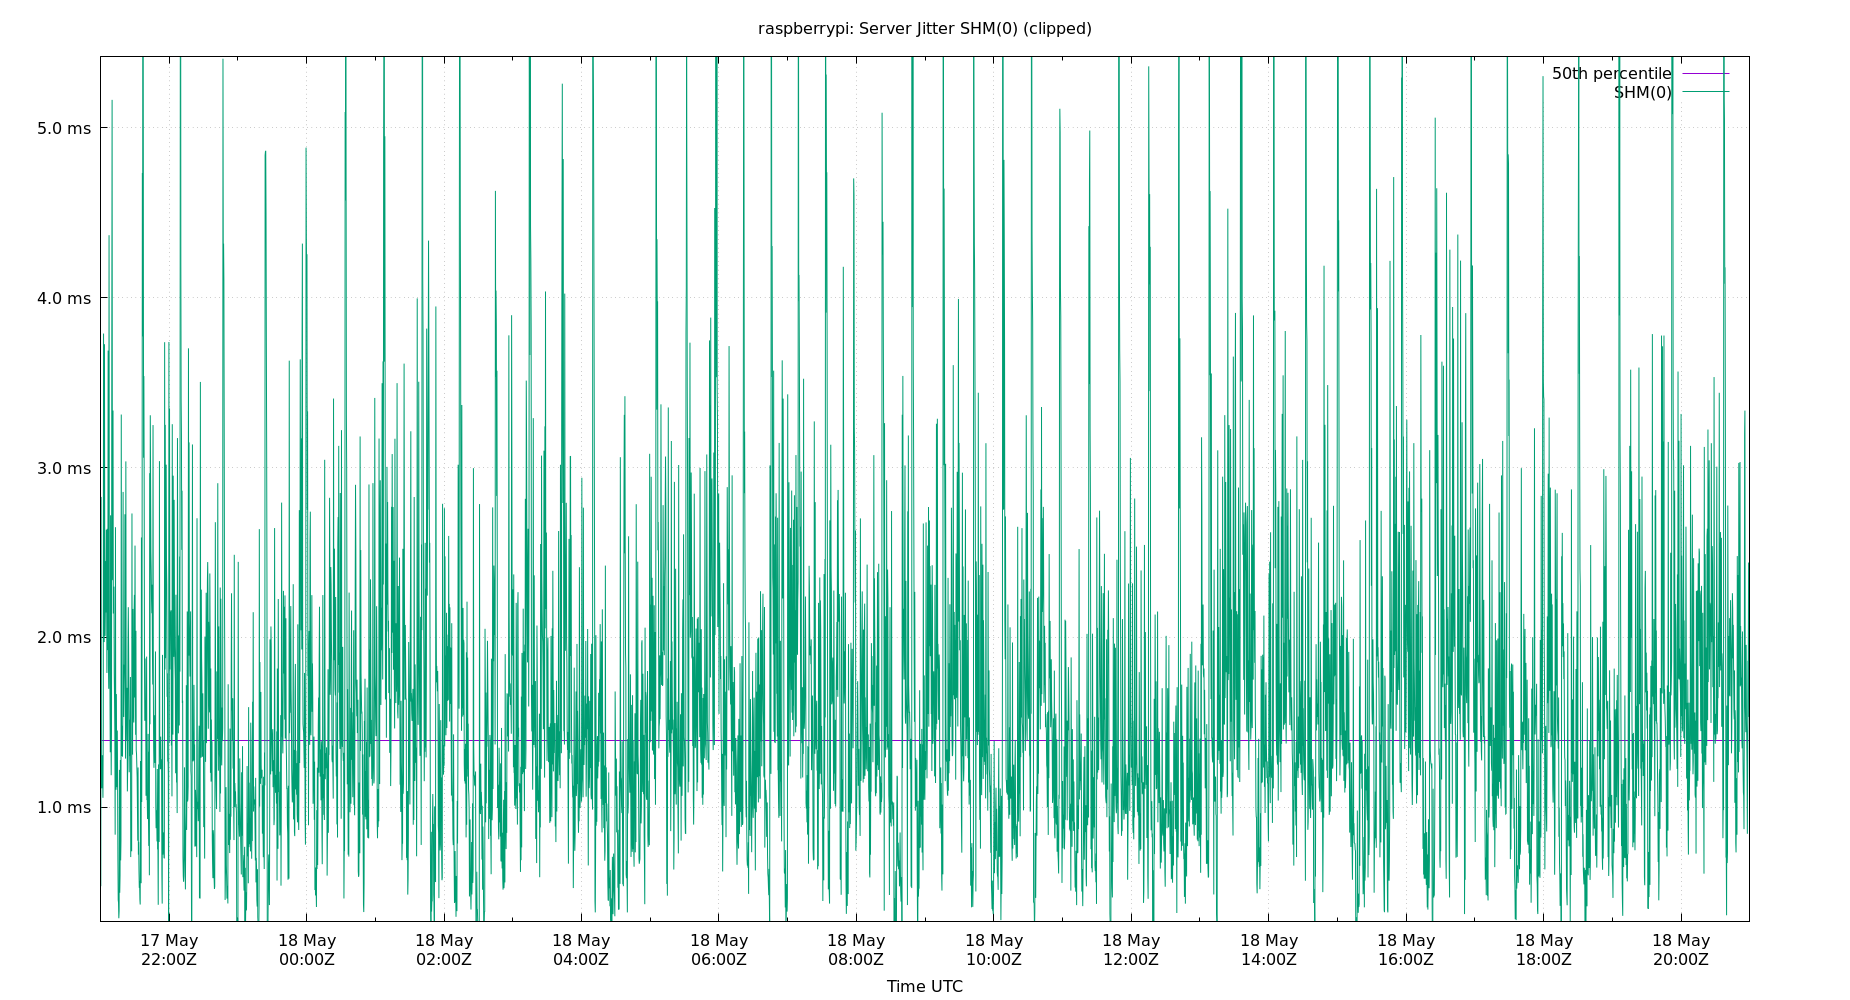 raspberrypi: Server Jitter SHM(0) (clipped)
50th percentile
SHM(0)
5.0 ms
4.0 ms
3.0 ms
2.0 ms
1.0 ms
17 May 18 May 18 May 18 May 18 May 18 May 18 May 18 May 18 May 18 May 18 May 18 May
22:00Z 00:00Z 02:00Z 04:00Z 06:00Z 08:00Z 10:00Z 12:00Z 14:00Z 16:00Z 18:00Z 20:00Z
Time UTC